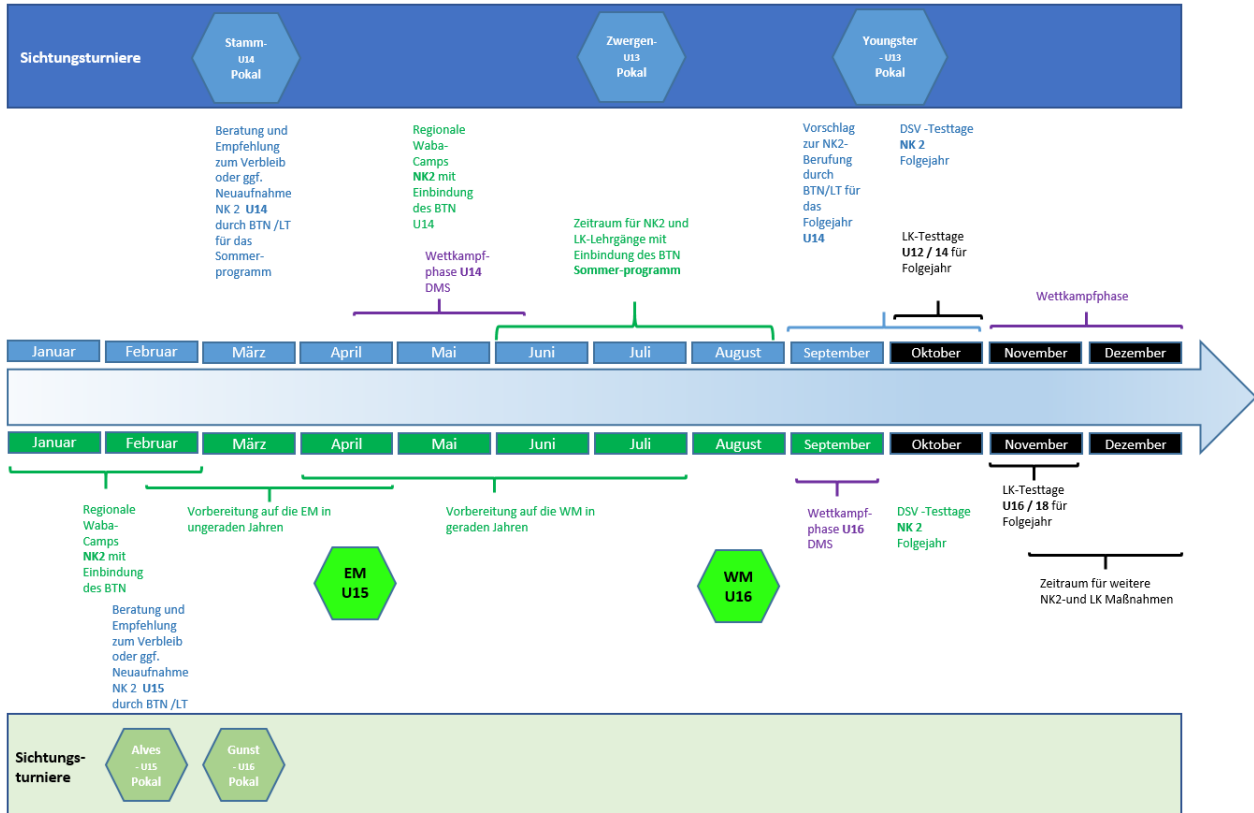 Sichtungsturniere
Stamm-
U14
Pokal
Zwergen-
U13
Pokal
Youngster
- U13
Pokal
Beratung und
Empfehlung
zum Verbleib
oder ggf.
Neuaufnahme
NK 2 U14
durch BTN /LT
für das
Sommer-
programm
Regionale
Waba-
Camps
NK2 mit
Einbindung
des BTN
U14
Wettkampf-
phase U14
DMS
Zeitraum für NK2 und
LK-Lehrgänge mit
Einbindung des BTN
Sommer-programm
Vorschlag
zur NK2-
Berufung
durch
BTN/LT für
das
Folgejahr
U14
DSV -Testtage
NK 2
Folgejahr
LK-Testtage
U12 / 14 für
Folgejahr
Wettkampfphase
Januar
Februar
März
April
Mai
Juni
Juli
August
September
Oktober
November
Dezember
Januar
Februar
März
April
Mai
Juni
Juli
August
September
Oktober
November
Dezember
Regionale
Waba-
Camps
NK2 mit
Einbindung
des BTN
Vorbereitung auf die EM in
ungeraden Jahren
Vorbereitung auf die WM in
geraden Jahren
Wettkampf-
phase U16
DMS
DSV -Testtage
NK 2
Folgejahr
LK-Testtage
U16 / 18 für
Folgejahr
EM
U15
WM
U16
Zeitraum für weitere
NK2-und LK Maßnahmen
Beratung und
Empfehlung
zum Verbleib
oder ggf.
Neuaufnahme
NK 2 U15
durch BTN /LT
Sichtungs-
turniere
Alves
- U15
Pokal
Gunst
- U16
Pokal